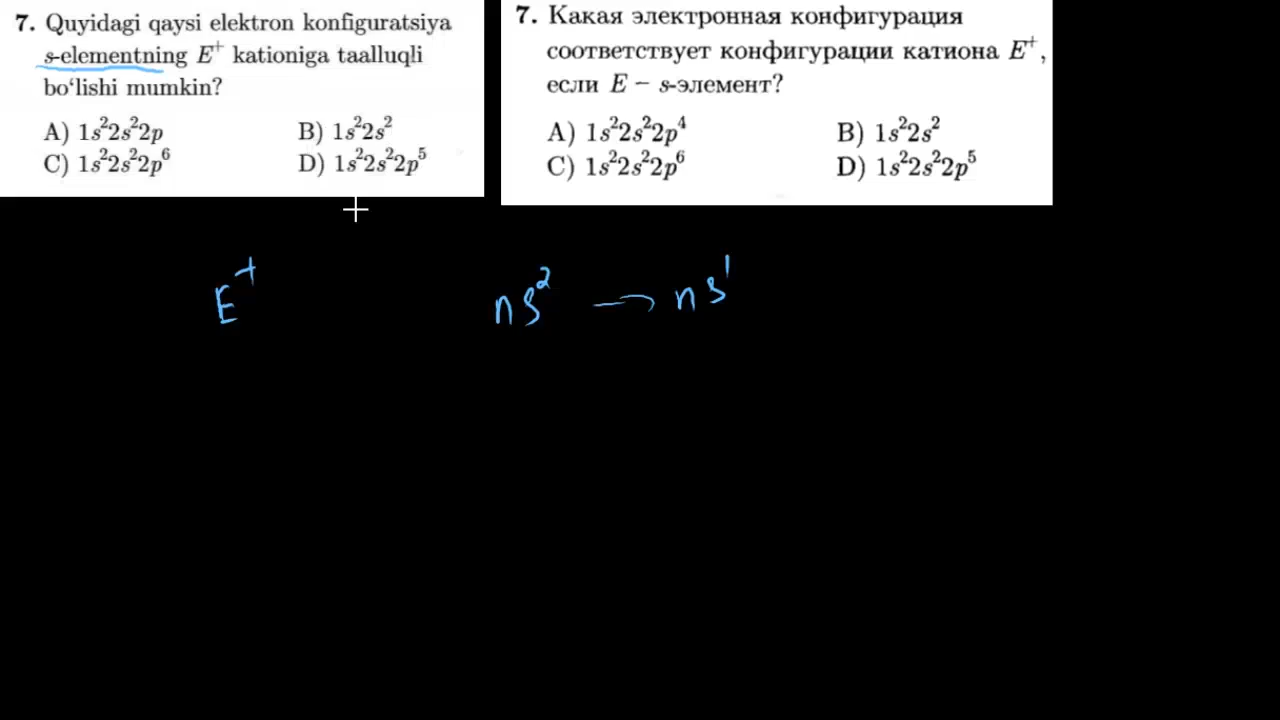 7. Quyidagi qaysi elektron konfiguratsiya
s-elementning E⁺ kationiga taalluqli
bo‘lishi mumkin?
A) 1s²2s²2p B) 1s²2s²
C) 1s²2s²2p⁶ D) 1s²2s²2p⁵
7. Какая электронная конфигурация
соответствует конфигурации катиона E⁺,
если E – s-элемент?
A) 1s²2s²2p⁴ B) 1s²2s²
C) 1s²2s²2p⁶ D) 1s²2s²2p⁵
E⁺ ns² → ns¹